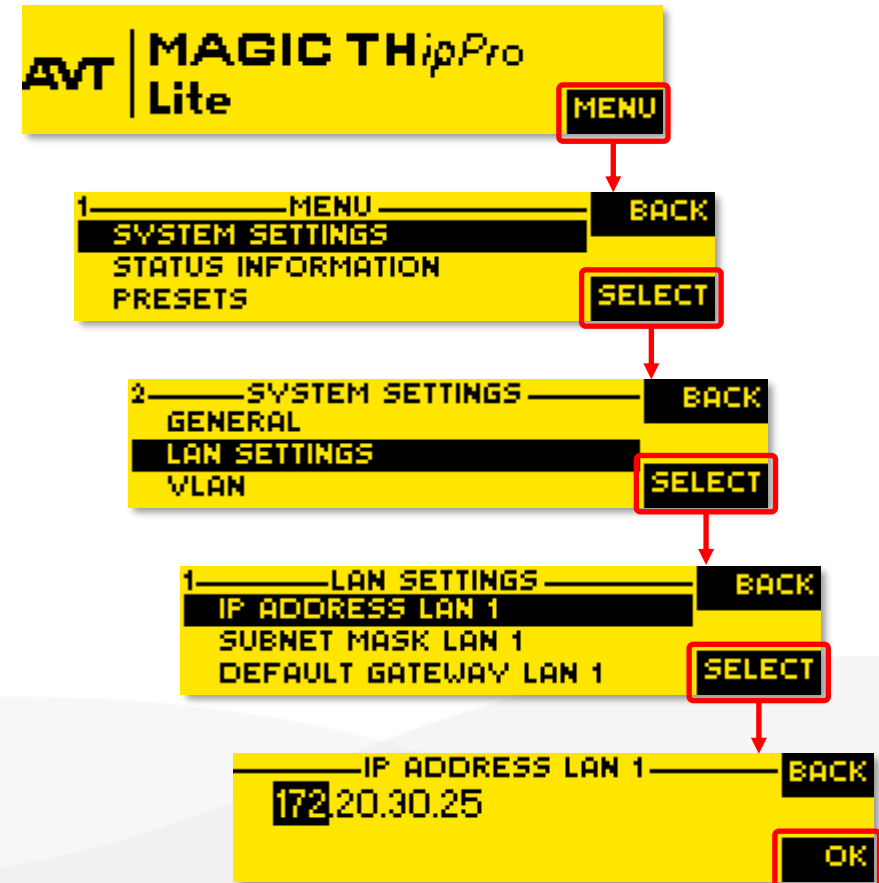 AVT MAGIC THipPro
Lite
MENU
1 MENU BACK
SYSTEM SETTINGS
STATUS INFORMATION
PRESETS SELECT
2 SYSTEM SETTINGS BACK
GENERAL
LAN SETTINGS
VLAN SELECT
1 LAN SETTINGS BACK
IP ADDRESS LAN 1
SUBNET MASK LAN 1
DEFAULT GATEWAY LAN 1 SELECT
IP ADDRESS LAN 1 BACK
172.20.30.25
OK